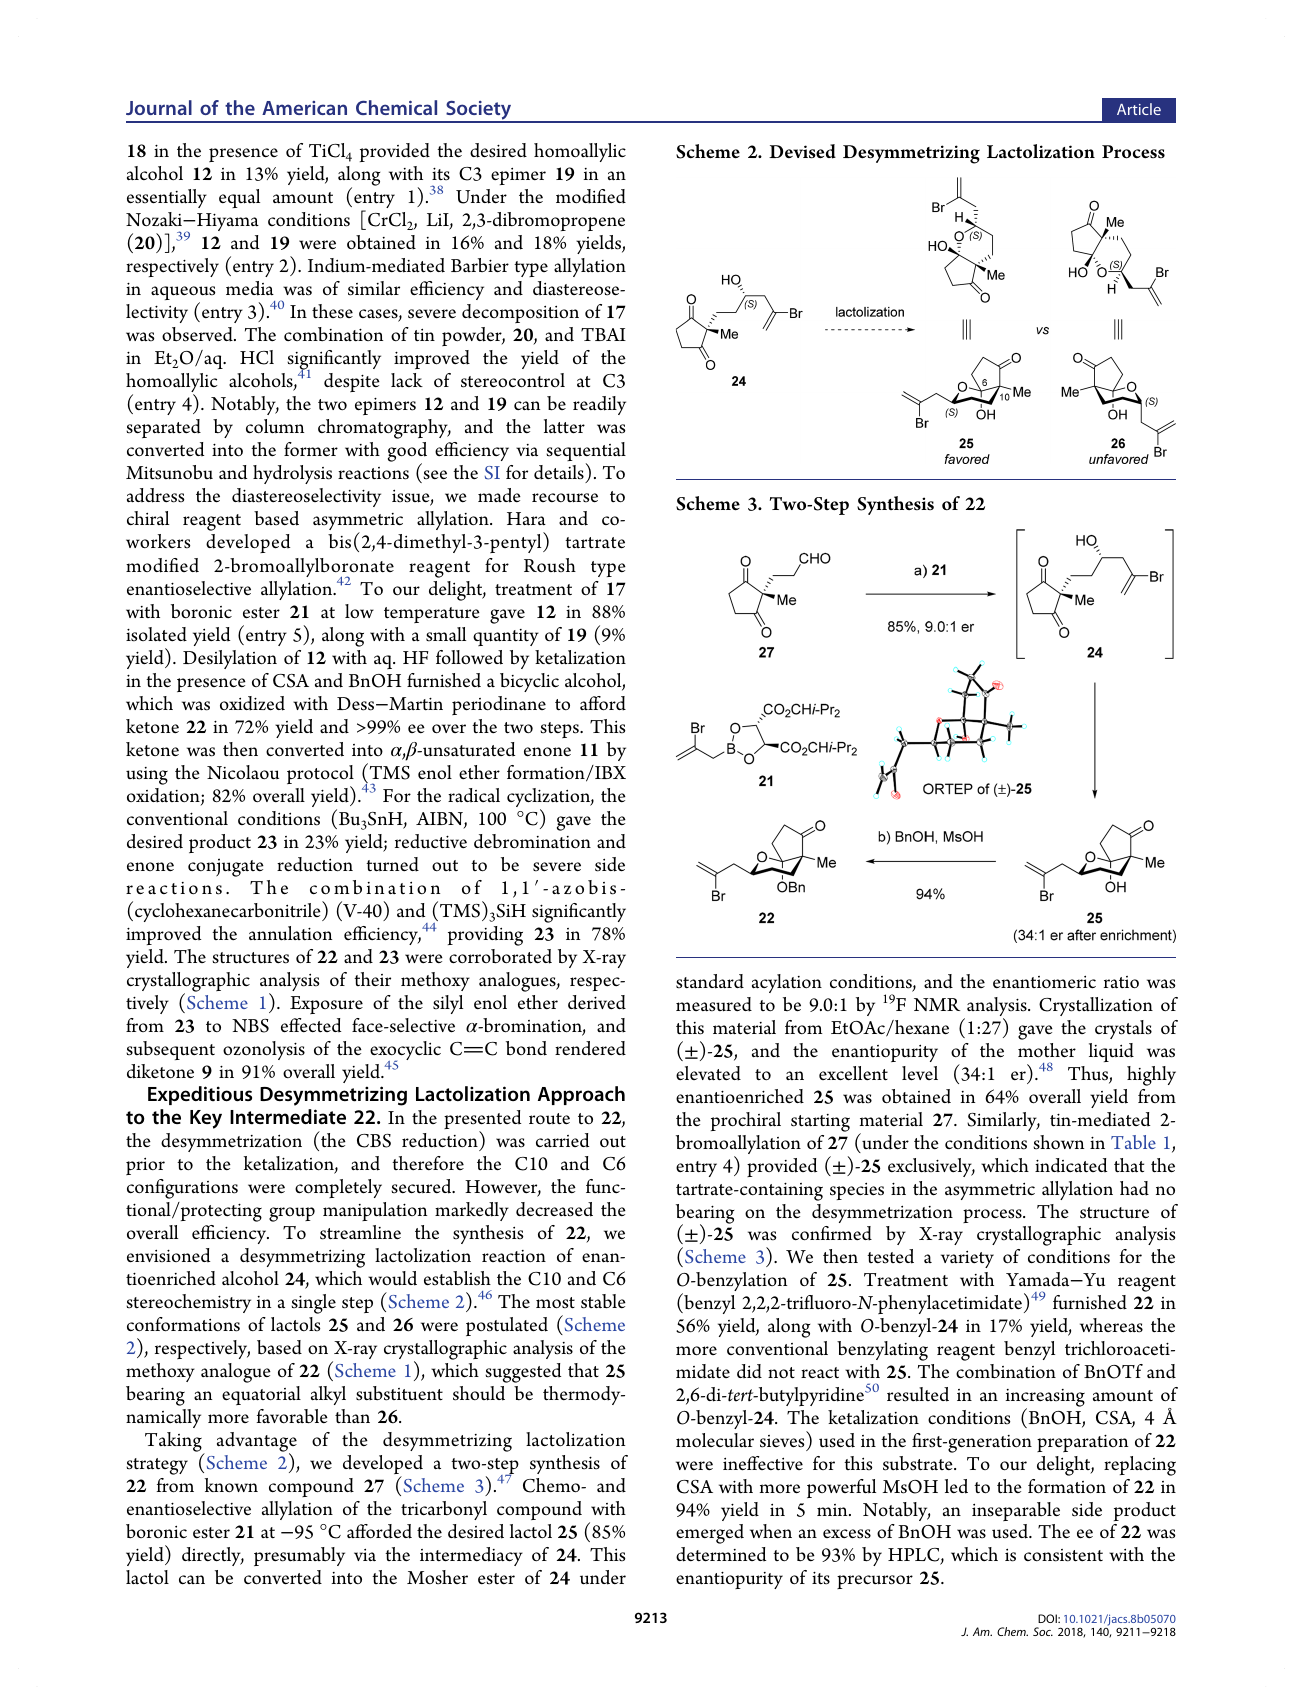 Journal of the American Chemical Society
Article
18 in the presence of TiCl4 provided the desired homoallylic
alcohol 12 in 13% yield, along with its C3 epimer 19 in an
essentially equal amount (entry 1).38 Under the modified
Nozaki−Hiyama conditions [CrCl2, LiI, 2,3-dibromopropene
(20)],39 12 and 19 were obtained in 16% and 18% yields,
respectively (entry 2). Indium-mediated Barbier type allylation
in aqueous media was of similar efficiency and diastereose-
lectivity (entry 3).40 In these cases, severe decomposition of 17
was observed. The combination of tin powder, 20, and TBAI
in Et2O/aq. HCl significantly improved the yield of the
homoallylic alcohols,41 despite lack of stereocontrol at C3
(entry 4). Notably, the two epimers 12 and 19 can be readily
separated by column chromatography, and the latter was
converted into the former with good efficiency via sequential
Mitsunobu and hydrolysis reactions (see the SI for details). To
address the diastereoselectivity issue, we made recourse to
chiral reagent based asymmetric allylation. Hara and co-
workers developed a bis(2,4-dimethyl-3-pentyl) tartrate
modified 2-bromoallylboronate reagent for Roush type
enantioselective allylation.42 To our delight, treatment of 17
with boronic ester 21 at low temperature gave 12 in 88%
isolated yield (entry 5), along with a small quantity of 19 (9%
yield). Desilylation of 12 with aq. HF followed by ketalization
in the presence of CSA and BnOH furnished a bicyclic alcohol,
which was oxidized with Dess−Martin periodinane to afford
ketone 22 in 72% yield and >99% ee over the two steps. This
ketone was then converted into α,β-unsaturated enone 11 by
using the Nicolaou protocol (TMS enol ether formation/IBX
oxidation; 82% overall yield).43 For the radical cyclization, the
conventional conditions (Bu3SnH, AIBN, 100 °C) gave the
desired product 23 in 23% yield; reductive debromination and
enone conjugate reduction turned out to be severe side
reactions. The combination of 1,1′-azobis-
(cyclohexanecarbonitrile) (V-40) and (TMS)3SiH significantly
improved the annulation efficiency,44 providing 23 in 78%
yield. The structures of 22 and 23 were corroborated by X-ray
crystallographic analysis of their methoxy analogues, respec-
tively (Scheme 1). Exposure of the silyl enol ether derived
from 23 to NBS effected face-selective α-bromination, and
subsequent ozonolysis of the exocyclic C=C bond rendered
diketone 9 in 91% overall yield.45
Expeditious Desymmetrizing Lactolization Approach
to the Key Intermediate 22. In the presented route to 22,
the desymmetrization (the CBS reduction) was carried out
prior to the ketalization, and therefore the C10 and C6
configurations were completely secured. However, the func-
tional/protecting group manipulation markedly decreased the
overall efficiency. To streamline the synthesis of 22, we
envisioned a desymmetrizing lactolization reaction of enan-
tioenriched alcohol 24, which would establish the C10 and C6
stereochemistry in a single step (Scheme 2).46 The most stable
conformations of lactols 25 and 26 were postulated (Scheme
2), respectively, based on X-ray crystallographic analysis of the
methoxy analogue of 22 (Scheme 1), which suggested that 25
bearing an equatorial alkyl substituent should be thermody-
namically more favorable than 26.
Taking advantage of the desymmetrizing lactolization
strategy (Scheme 2), we developed a two-step synthesis of
22 from known compound 27 (Scheme 3).47 Chemo- and
enantioselective allylation of the tricarbonyl compound with
boronic ester 21 at −95 °C afforded the desired lactol 25 (85%
yield) directly, presumably via the intermediacy of 24. This
lactol can be converted into the Mosher ester of 24 under
Scheme 2. Devised Desymmetrizing Lactolization Process
Br
H
O (S)
HO
Me
O
O
Me
HO
O
(S)
H
Br
HO
(S)
O
Br
Me
O
24
lactolization
vs
O
O
6
10 Me
OH
(S)
Br
25
favored
O
Me
O
(S)
OH
Br
26
unfavored
Scheme 3. Two-Step Synthesis of 22
O
CHO
Me
O
27
a) 21
85%, 9.0:1 er
HO
O
Br
Me
O
24
Br
O
B
O
CO2CHi-Pr2
CO2CHi-Pr2
21
ORTEP of (±)-25
O
O
Me
OBn
Br
22
b) BnOH, MsOH
94%
O
O
Me
OH
Br
25
(34:1 er after enrichment)
standard acylation conditions, and the enantiomeric ratio was
measured to be 9.0:1 by 19F NMR analysis. Crystallization of
this material from EtOAc/hexane (1:27) gave the crystals of
(±)-25, and the enantiopurity of the mother liquid was
elevated to an excellent level (34:1 er).48 Thus, highly
enantioenriched 25 was obtained in 64% overall yield from
the prochiral starting material 27. Similarly, tin-mediated 2-
bromoallylation of 27 (under the conditions shown in Table 1,
entry 4) provided (±)-25 exclusively, which indicated that the
tartrate-containing species in the asymmetric allylation had no
bearing on the desymmetrization process. The structure of
(±)-25 was confirmed by X-ray crystallographic analysis
(Scheme 3). We then tested a variety of conditions for the
O-benzylation of 25. Treatment with Yamada−Yu reagent
(benzyl 2,2,2-trifluoro-N-phenylacetimidate)49 furnished 22 in
56% yield, along with O-benzyl-24 in 17% yield, whereas the
more conventional benzylating reagent benzyl trichloroaceti-
midate did not react with 25. The combination of BnOTf and
2,6-di-tert-butylpyridine50 resulted in an increasing amount of
O-benzyl-24. The ketalization conditions (BnOH, CSA, 4 Å
molecular sieves) used in the first-generation preparation of 22
were ineffective for this substrate. To our delight, replacing
CSA with more powerful MsOH led to the formation of 22 in
94% yield in 5 min. Notably, an inseparable side product
emerged when an excess of BnOH was used. The ee of 22 was
determined to be 93% by HPLC, which is consistent with the
enantiopurity of its precursor 25.
9213
DOI: 10.1021/jacs.8b05070
J. Am. Chem. Soc. 2018, 140, 9211−9218